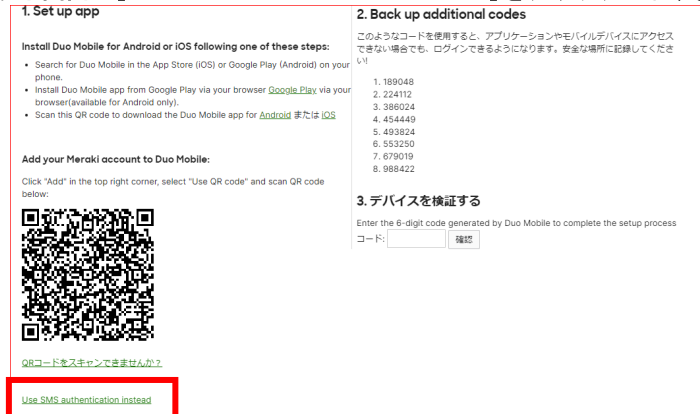 1. Set up app
Install Duo Mobile for Android or iOS following one of these steps:
Search for Duo Mobile in the App Store (iOS) or Google Play (Android) on your
phone.
Install Duo Mobile app from Google Play via your browser Google Play via your
browser(available for Android only).
Scan this QR code to download the Duo Mobile app for Android または iOS
Add your Meraki account to Duo Mobile:
Click "Add" in the top right corner, select "Use QR code" and scan QR code
below:
QRコードをスキャンできませんか？
Use SMS authentication instead
2. Back up additional codes
このようなコードを使用すると、アプリケーションやモバイルデバイスにアクセス
できない場合でも、ログインできるようになります。安全な場所に記録してくださ
い!
1. 189048
2. 224112
3. 386024
4. 454449
5. 493824
6. 553250
7. 679019
8. 988422
3. デバイスを検証する
Enter the 6-digit code generated by Duo Mobile to complete the setup process
コード: 確認